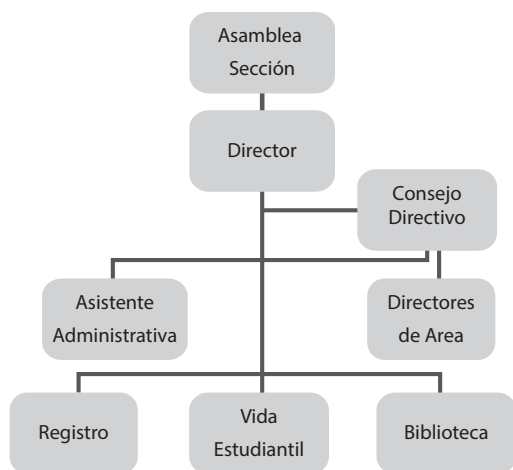 Asamblea
Sección
Director
Consejo
Directivo
Asistente
Administrativa
Directores
de Area
Registro
Vida
Estudiantil
Biblioteca